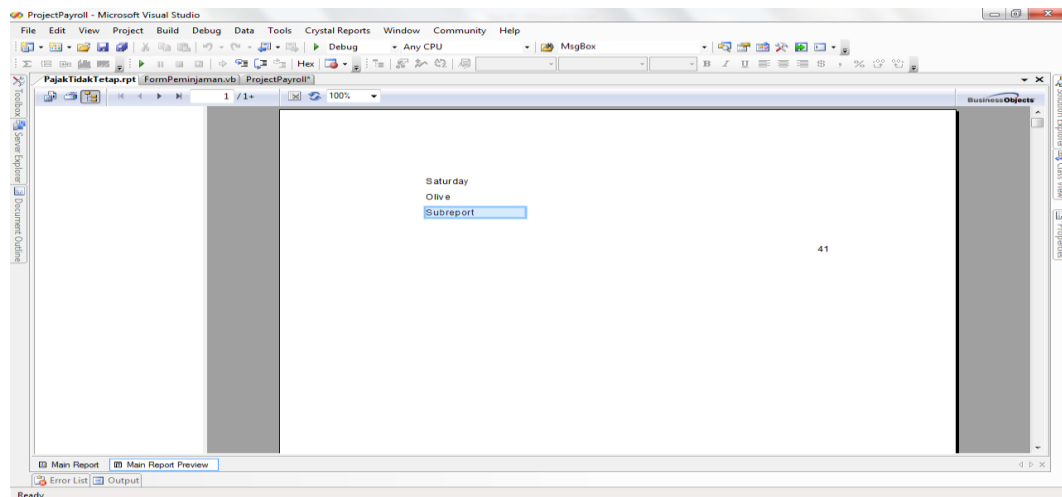 ProjectPayroll - Microsoft Visual Studio
File Edit View Project Build Debug Data Tools Crystal Reports Window Community Help
Debug Any CPU MsgBox
Hex B I U
PajakTidakTetap.rpt FormPeminjaman.vb ProjectPayroll*
1 /1+ 100% BusinessObjects
Toolbox
Server Explorer
Document Outline
Saturday
Olive
Subreport
41
Solution Explorer
Class View
Properties
Main Report Main Report Preview
Error List Output
Ready